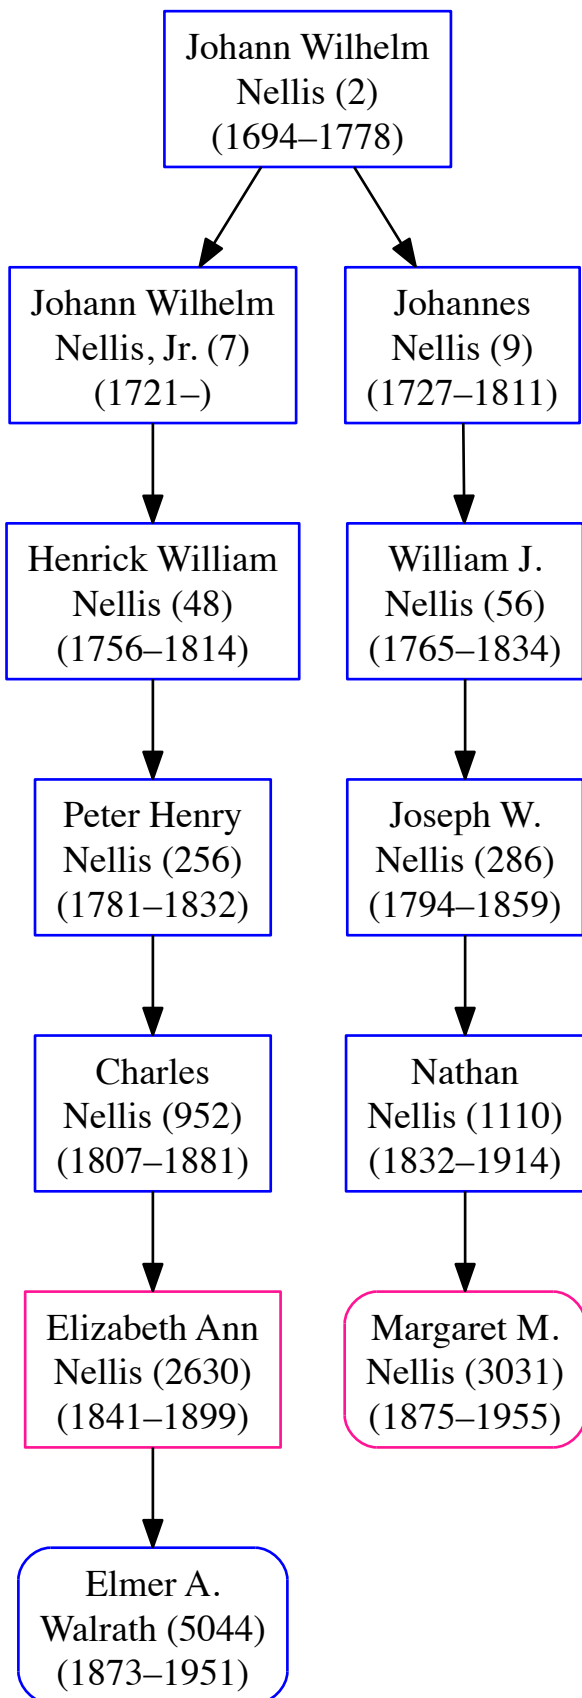 Johann Wilhelm
Nellis (2)
(1694–1778)
Johann Wilhelm
Nellis, Jr. (7)
(1721–)
Johannes
Nellis (9)
(1727–1811)
Henrick William
Nellis (48)
(1756–1814)
William J.
Nellis (56)
(1765–1834)
Peter Henry
Nellis (256)
(1781–1832)
Joseph W.
Nellis (286)
(1794–1859)
Charles
Nellis (952)
(1807–1881)
Nathan
Nellis (1110)
(1832–1914)
Elizabeth Ann
Nellis (2630)
(1841–1899)
Margaret M.
Nellis (3031)
(1875–1955)
Elmer A.
Walrath (5044)
(1873–1951)